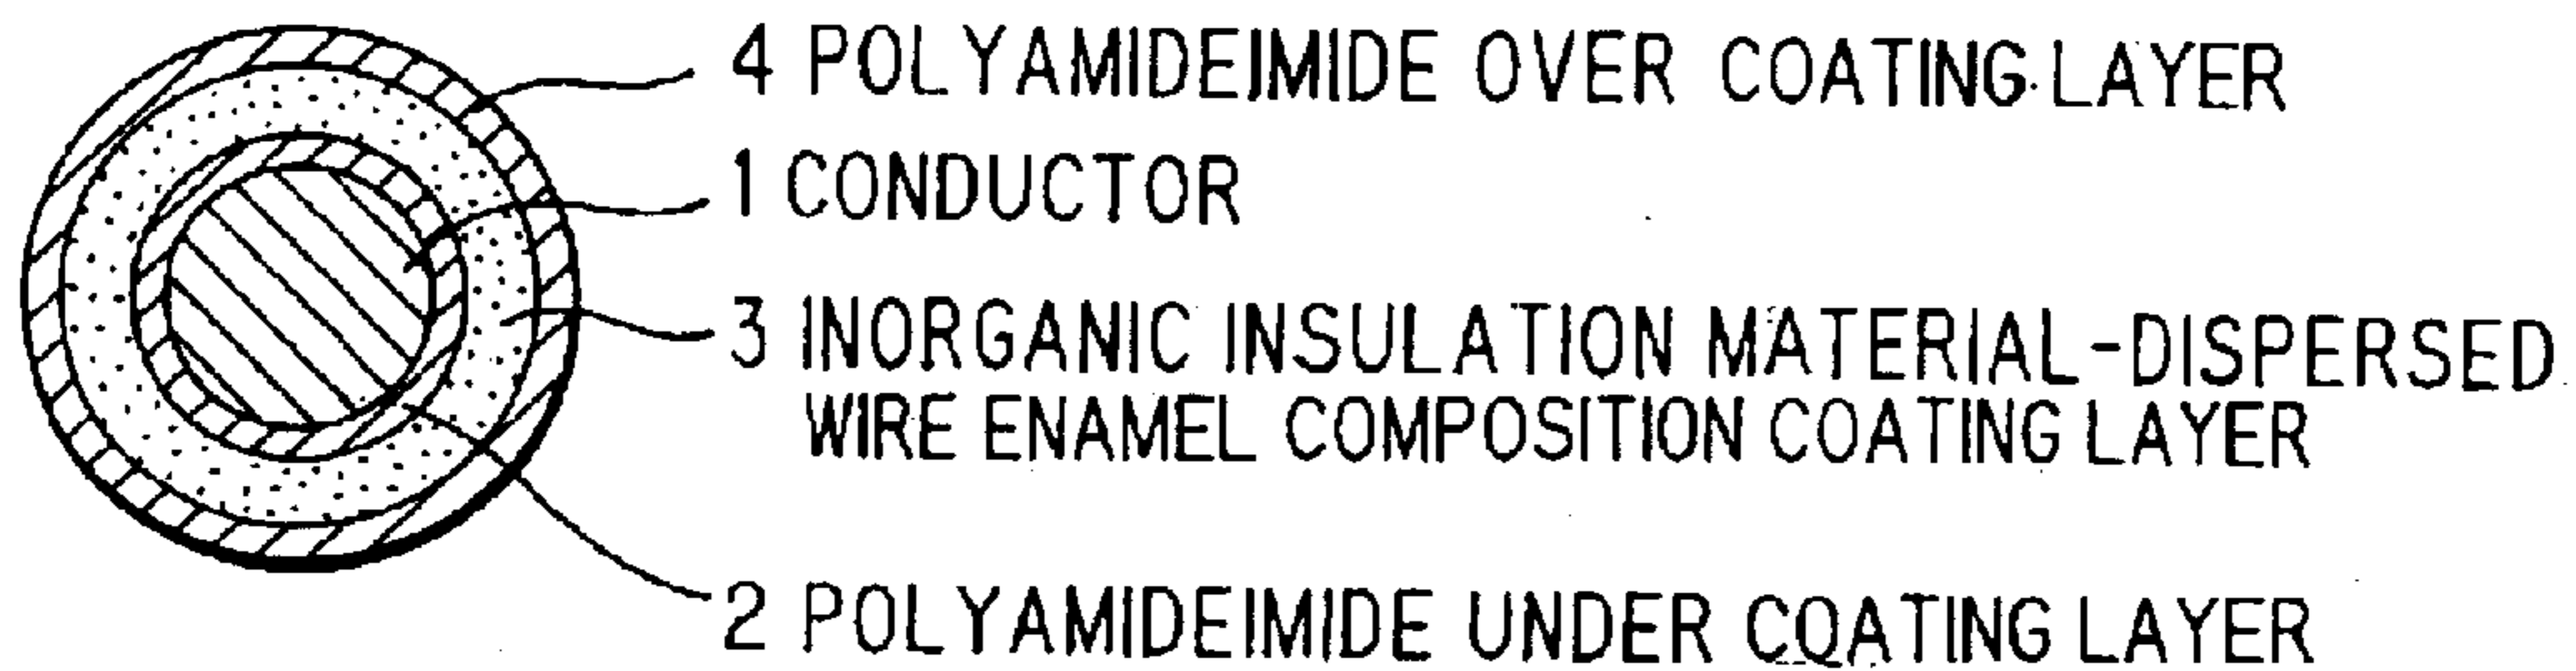 4 POLYAMIDEIMIDE OVER COATING LAYER
1 CONDUCTOR
3 INORGANIC INSULATION MATERIAL-DISPERSED
WIRE ENAMEL COMPOSITION COATING LAYER
2 POLYAMIDEIMIDE UNDER COATING LAYER